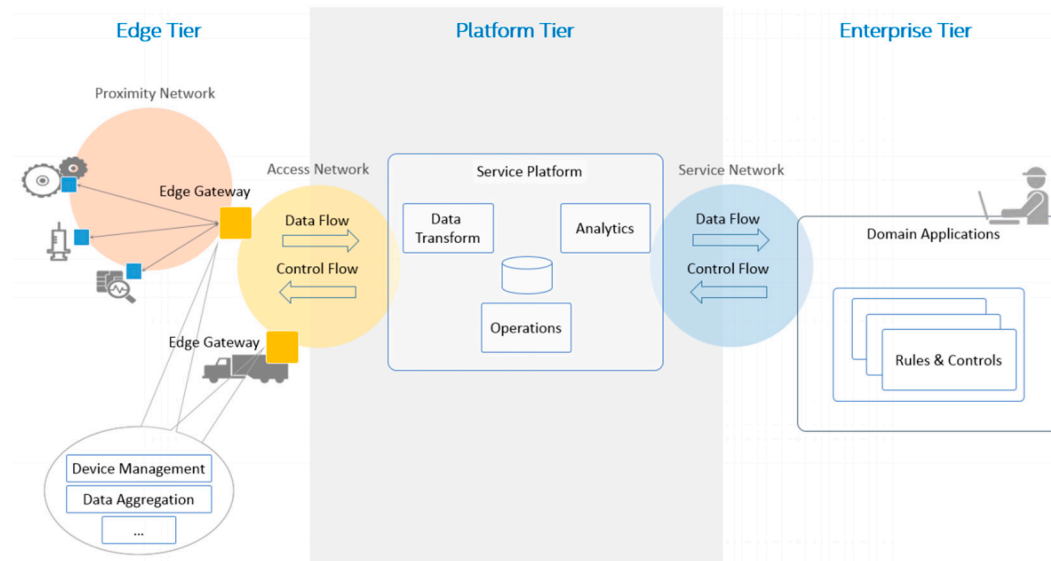 Edge Tier
Platform Tier
Enterprise Tier
Proximity Network
Edge Gateway
Access Network
Data Flow
Control Flow
Edge Gateway
Device Management
Data Aggregation
...
Service Platform
Data
Transform
Analytics
Operations
Service Network
Data Flow
Control Flow
Domain Applications
Rules & Controls